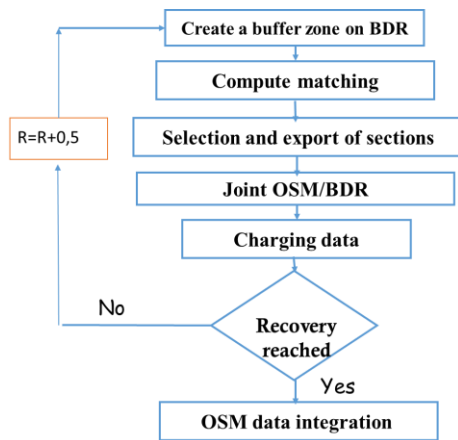 Create a buffer zone on BDR
Compute matching
R=R+0,5
Selection and export of sections
Joint OSM/BDR
Charging data
No
Recovery
reached
Yes
OSM data integration